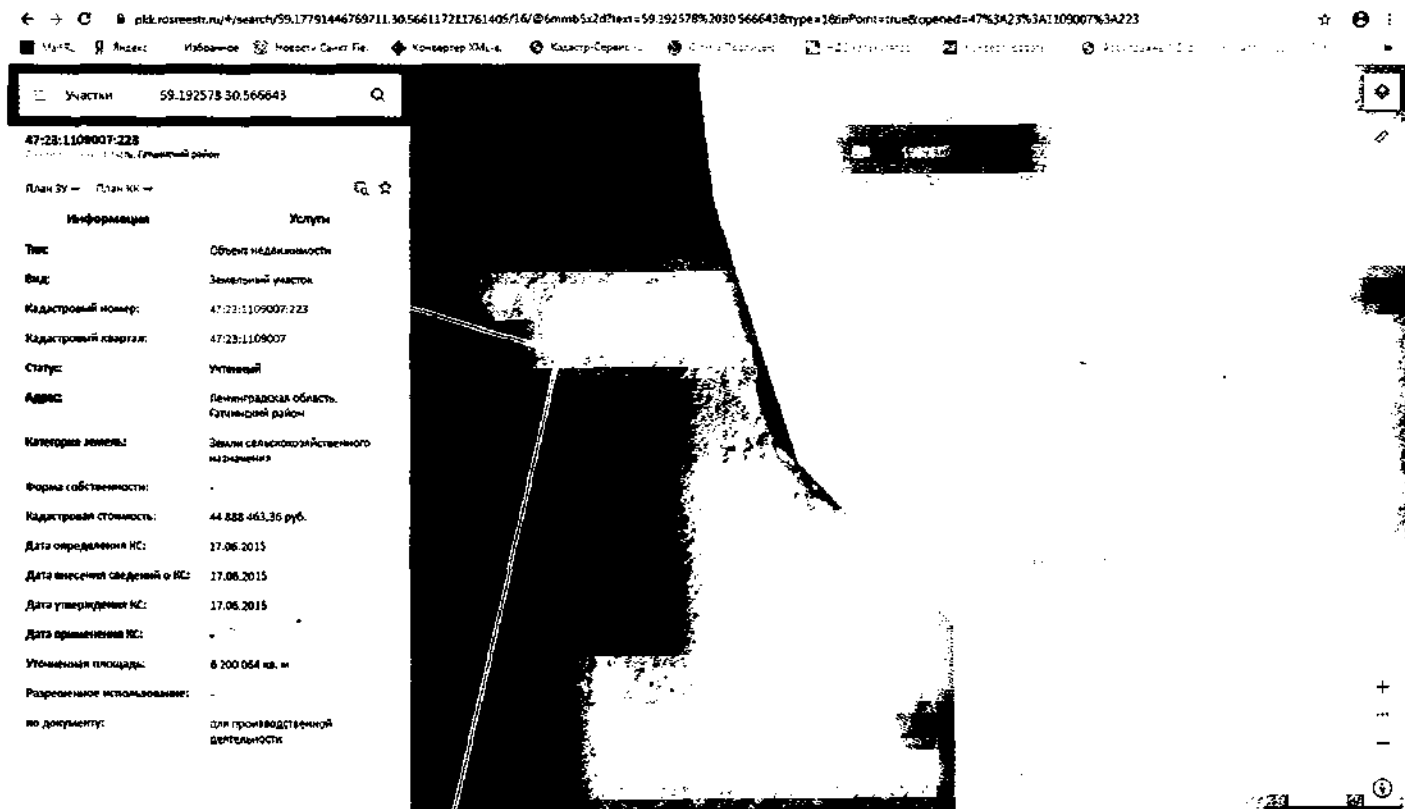 pkk.rosreestr.ru/#/search/59.17791446769711,30.566117211761405/16/@6mmb5x2d?text=59.192578%2030.566643&type=1&inPoint=true&opened=47%3A23%3A1109007%3A223
Яндекс Избранное Новости Санкт-Пе Конвертер XML-в Кадастр-Сервис
Участки 59.192578 30.566643
47:23:1109007:223
Гатчинский район
План ЗУ План КК
Информация Услуги
Тип: Объект недвижимости
Вид: Земельный участок
Кадастровый номер: 47:23:1109007:223
Кадастровый квартал: 47:23:1109007
Статус: Учтенный
Адрес: Ленинградская область,
Гатчинский район
Категория земель: Земли сельскохозяйственного
назначения
Форма собственности: -
Кадастровая стоимость: 44 888 463,36 руб.
Дата определения КС: 17.06.2015
Дата внесения сведений о КС: 17.06.2015
Дата утверждения КС: 17.06.2015
Дата применения КС: -
Уточненная площадь: 6 200 064 кв. м
Разрешенное использование: -
по документу: для производственной
деятельности